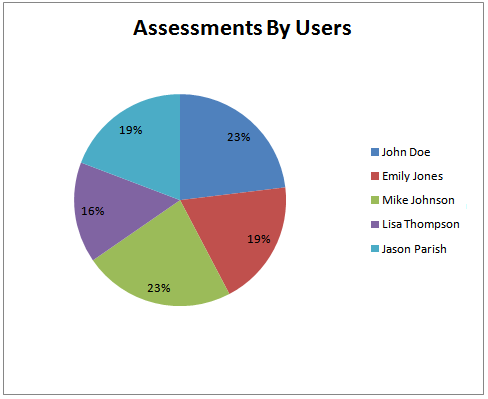 Assessments By Users
23%
19%
23%
16%
19%
John Doe
Emily Jones
Mike Johnson
Lisa Thompson
Jason Parish